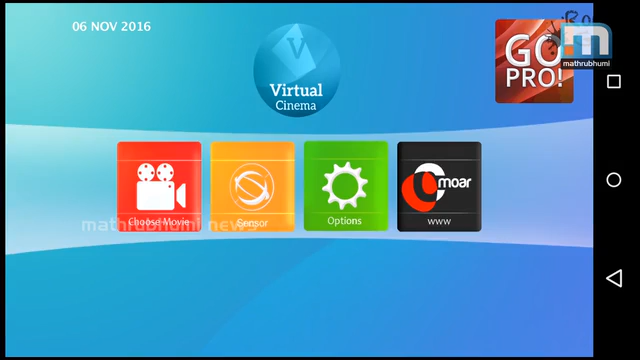 06 NOV 2016
V
Virtual
Cinema
GO
PRO!
mathrubhumi
Choose Movie
Sensor
Options
moar
www
mathrubhumi news